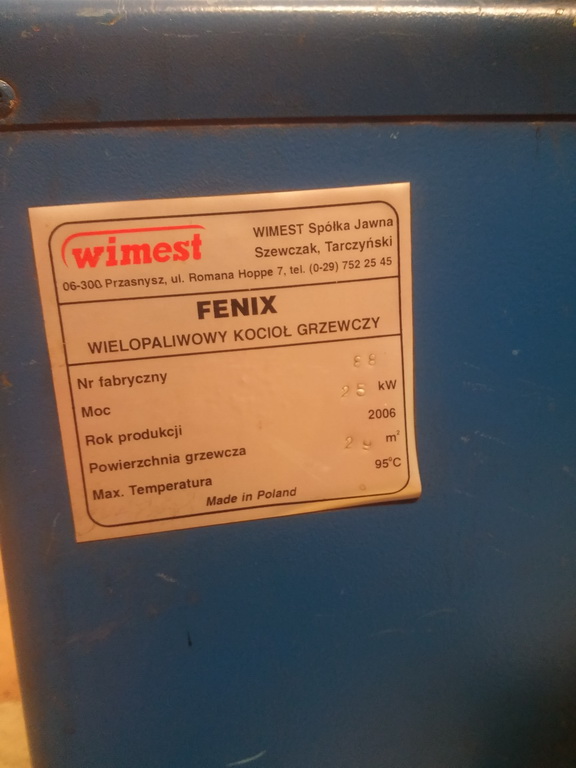 wimest
WIMEST Spółka Jawna
Szewczak, Tarczyński
06-300 Przasnysz, ul. Romana Hoppe 7, tel. (0-29) 752 25 45
FENIX
WIELOPALIWOWY KOCIOŁ GRZEWCZY
Nr fabryczny 88
Moc 25 kW
Rok produkcji 2006
Powierzchnia grzewcza m²
Max. Temperatura 95°C
Made in Poland